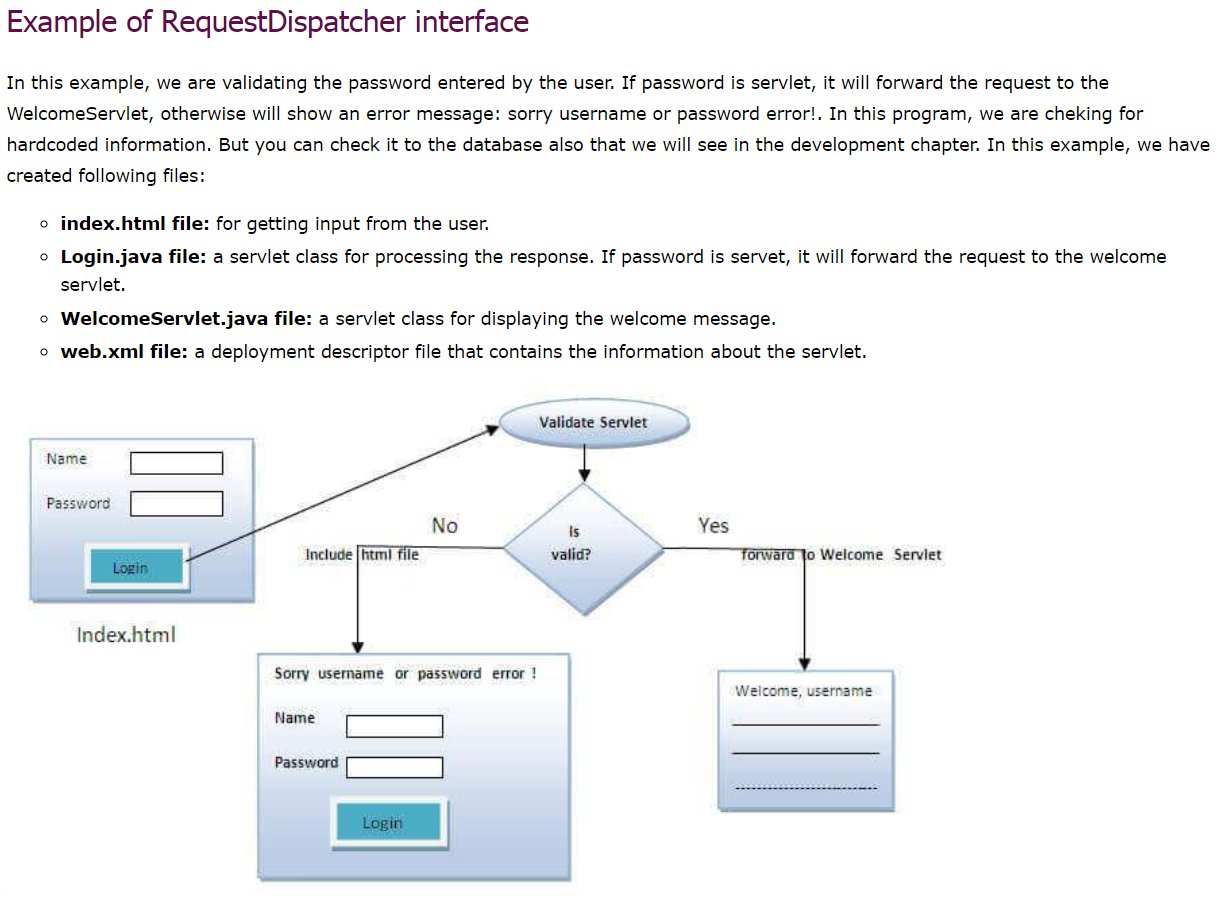 Example of RequestDispatcher interface
In this example, we are validating the password entered by the user. If password is servlet, it will forward the request to the
WelcomeServlet, otherwise will show an error message: sorry username or password error!. In this program, we are cheking for
hardcoded information. But you can check it to the database also that we will see in the development chapter. In this example, we have
created following files:
index.html file: for getting input from the user.
Login.java file: a servlet class for processing the response. If password is servet, it will forward the request to the welcome
servlet.
WelcomeServlet.java file: a servlet class for displaying the welcome message.
web.xml file: a deployment descriptor file that contains the information about the servlet.
Validate Servlet
Name
Password
Login
Index.html
No
Is
valid?
Yes
Include html file
forward to Welcome Servlet
Sorry username or password error !
Name
Password
Login
Welcome, username